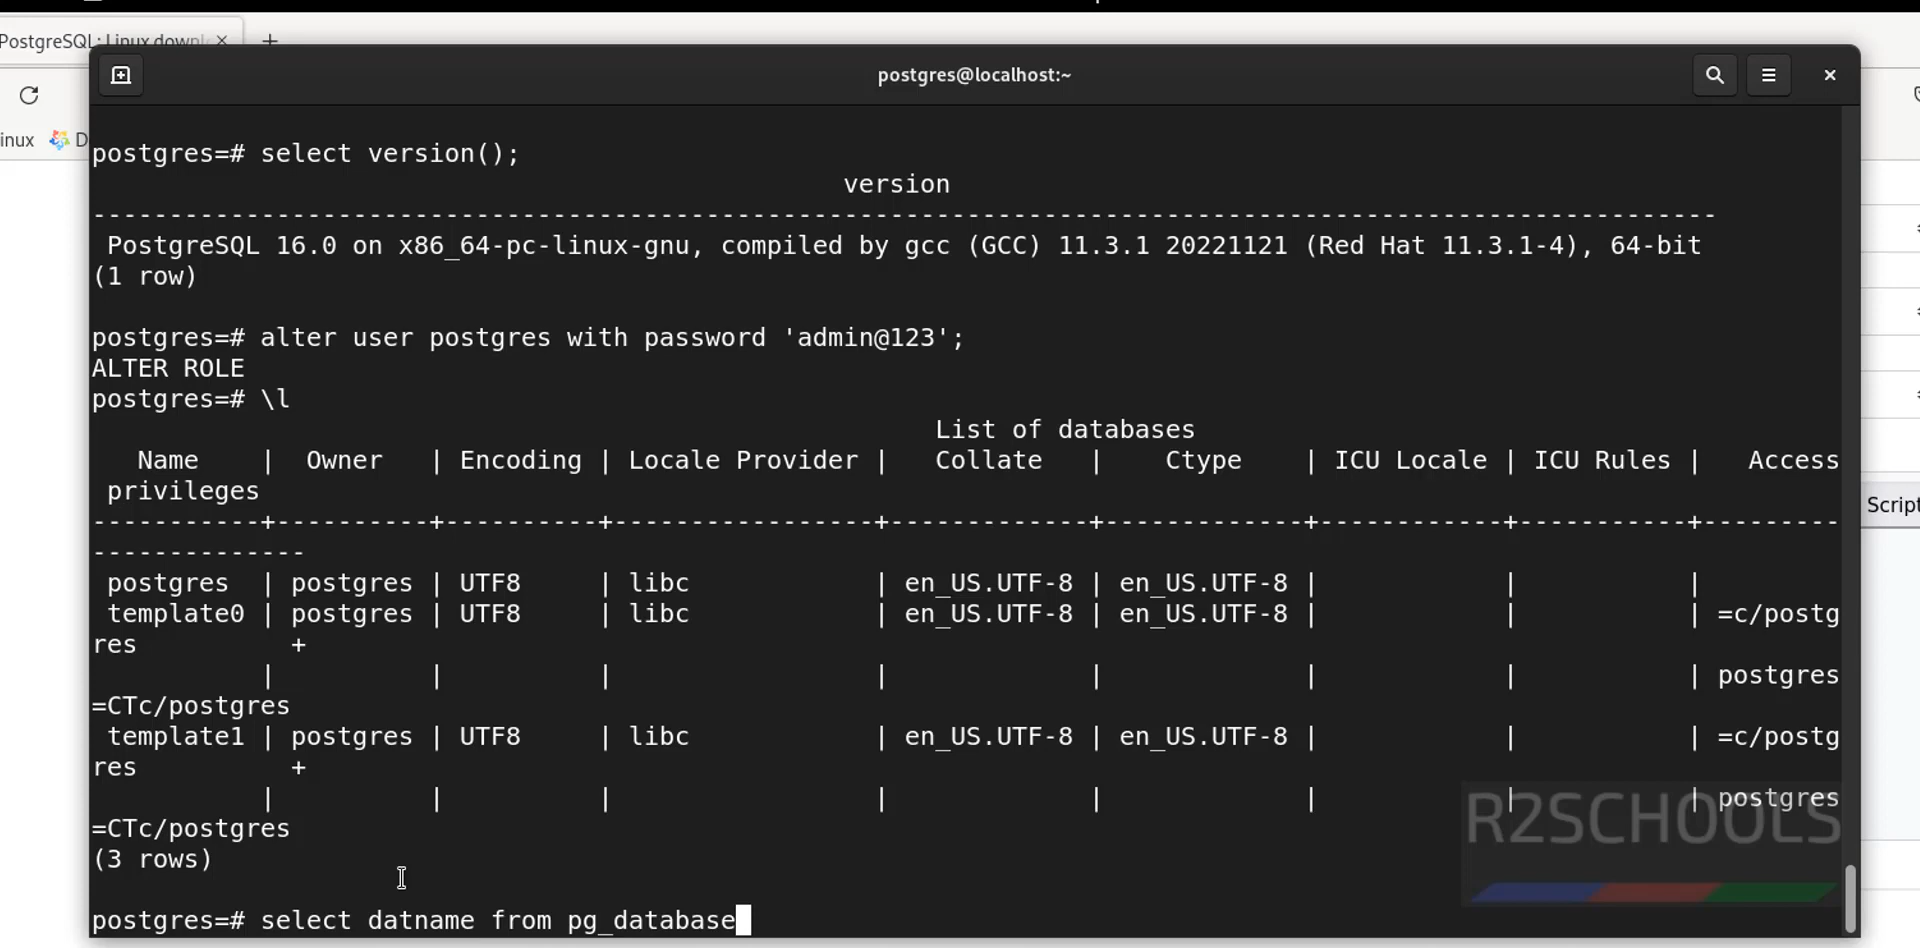 PostgreSQL: Linux downl
postgres@localhost:~
inux D
postgres=# select version();
version
----------------------------------------------------------------------------------------------------------
PostgreSQL 16.0 on x86_64-pc-linux-gnu, compiled by gcc (GCC) 11.3.1 20221121 (Red Hat 11.3.1-4), 64-bit
(1 row)
postgres=# alter user postgres with password 'admin@123';
ALTER ROLE
postgres=# \l
List of databases
Name | Owner | Encoding | Locale Provider | Collate | Ctype | ICU Locale | ICU Rules | Access
privileges
-----------+----------+----------+-----------------+-------------+-------------+------------+-----------+---------
--------------
postgres | postgres | UTF8 | libc | en_US.UTF-8 | en_US.UTF-8 | | |
template0 | postgres | UTF8 | libc | en_US.UTF-8 | en_US.UTF-8 | | | =c/postg
res +
| | | | | | | | postgres
=CTc/postgres
template1 | postgres | UTF8 | libc | en_US.UTF-8 | en_US.UTF-8 | | | =c/postg
res +
| | | | | | | | postgres
=CTc/postgres
(3 rows)
postgres=# select datname from pg_database
Script
R2SCHOOLS